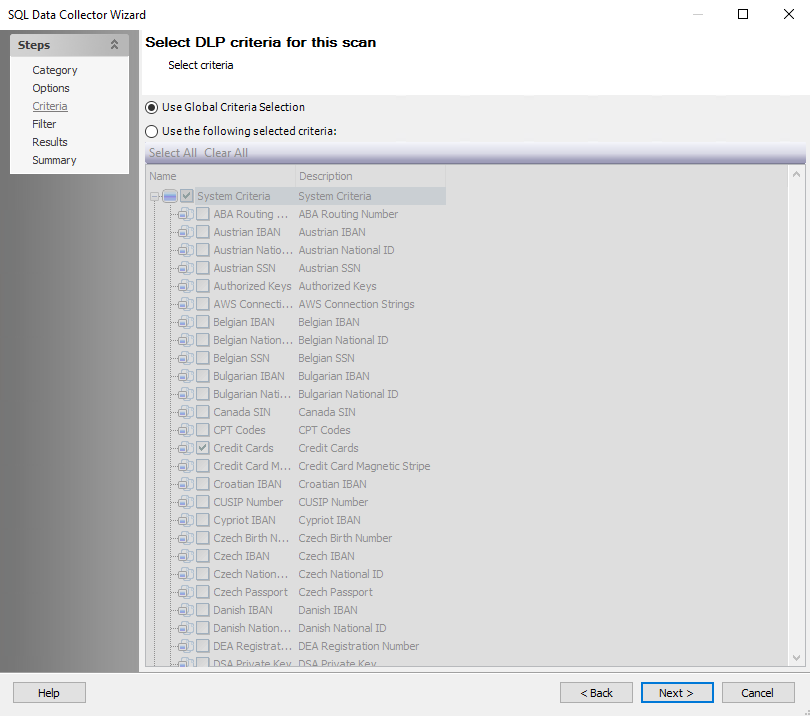 SQL Data Collector Wizard
Steps
Category
Options
Criteria
Filter
Results
Summary
Select DLP criteria for this scan
Select criteria
Use Global Criteria Selection
Use the following selected criteria:
Select All Clear All
Name Description
System Criteria System Criteria
ABA Routing ... ABA Routing Number
Austrian IBAN Austrian IBAN
Austrian Natio... Austrian National ID
Austrian SSN Austrian SSN
Authorized Keys Authorized Keys
AWS Connecti... AWS Connection Strings
Belgian IBAN Belgian IBAN
Belgian Nation... Belgian National ID
Belgian SSN Belgian SSN
Bulgarian IBAN Bulgarian IBAN
Bulgarian Nati... Bulgarian National ID
Canada SIN Canada SIN
CPT Codes CPT Codes
Credit Cards Credit Cards
Credit Card M... Credit Card Magnetic Stripe
Croatian IBAN Croatian IBAN
CUSIP Number CUSIP Number
Cypriot IBAN Cypriot IBAN
Czech Birth N... Czech Birth Number
Czech IBAN Czech IBAN
Czech Nation... Czech National ID
Czech Passport Czech Passport
Danish IBAN Danish IBAN
Danish Nation... Danish National ID
DEA Registrat... DEA Registration Number
DSA Private Key DSA Private Key
Help < Back Next > Cancel